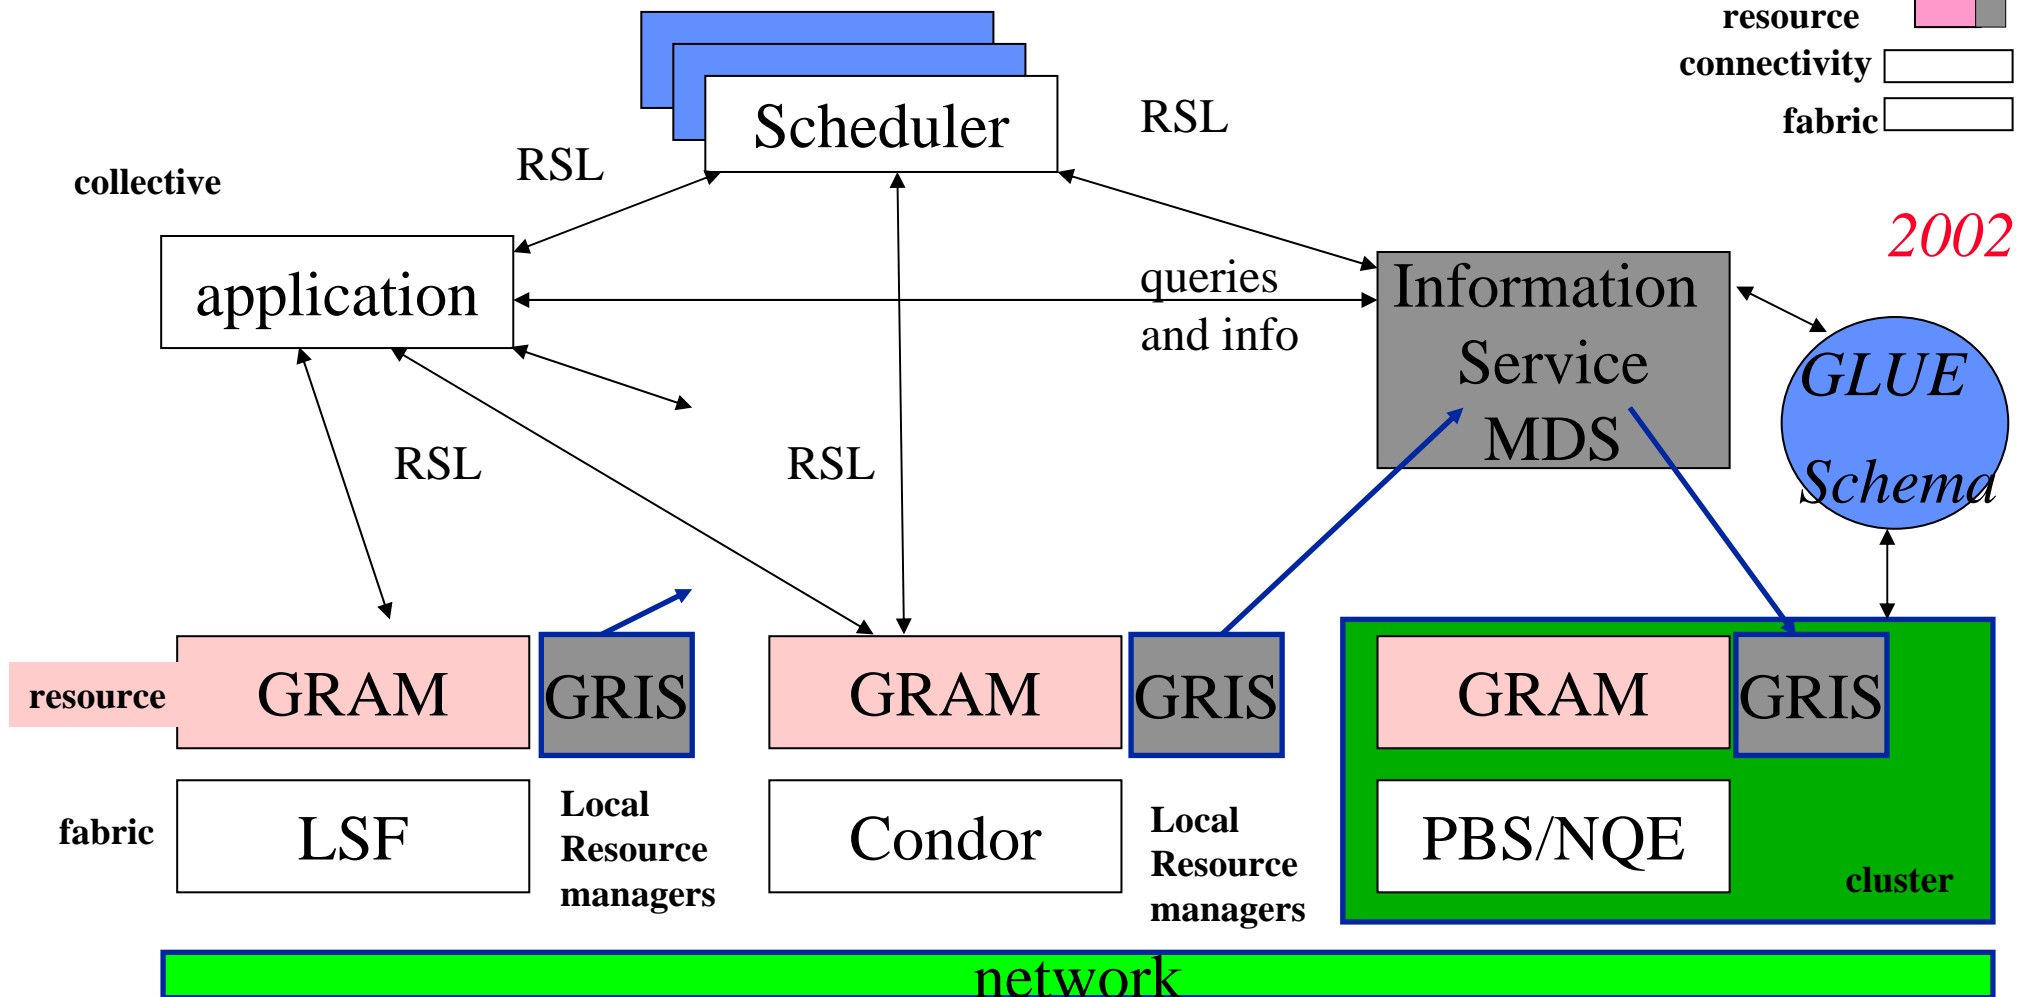 resource
connectivity
fabric
Scheduler
RSL
RSL
collective
2002
application
queries
and info
Information
Service
MDS
GLUE
Schema
RSL
RSL
resource
GRAM
GRIS
GRAM
GRIS
GRAM
GRIS
fabric
LSF
Local
Resource
managers
Condor
Local
Resource
managers
PBS/NQE
cluster
network